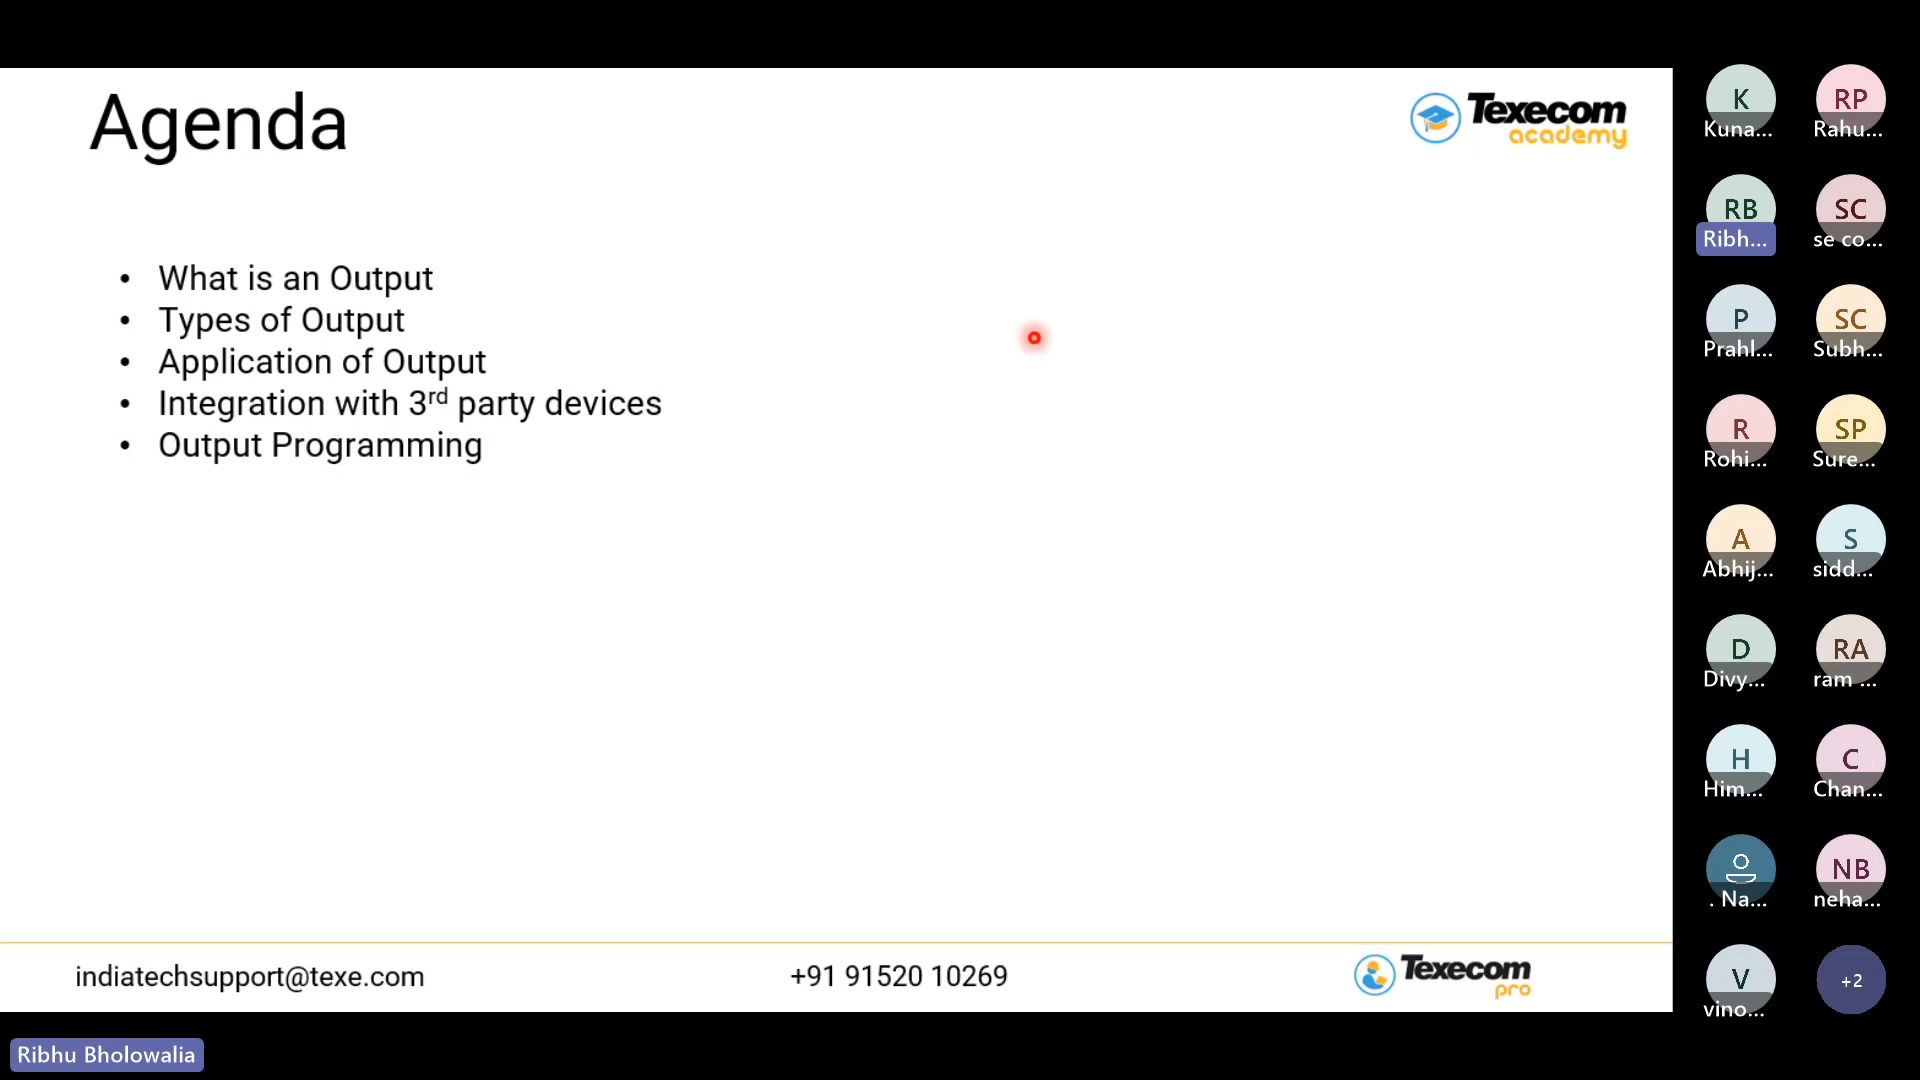 Agenda
Texecom
academy
• What is an Output
• Types of Output
• Application of Output
• Integration with 3rd party devices
• Output Programming
indiatechsupport@texe.com
+91 91520 10269
Texecom
pro
Ribhu Bholowalia
K
Kuna...
RP
Rahu...
RB
Ribh...
SC
se co...
P
Prahl...
SC
Subh...
R
Rohi...
SP
Sure...
A
Abhij...
S
sidd...
D
Divy...
RA
ram ...
H
Him...
C
Chan...
. Na...
NB
neha...
V
vino...
+2